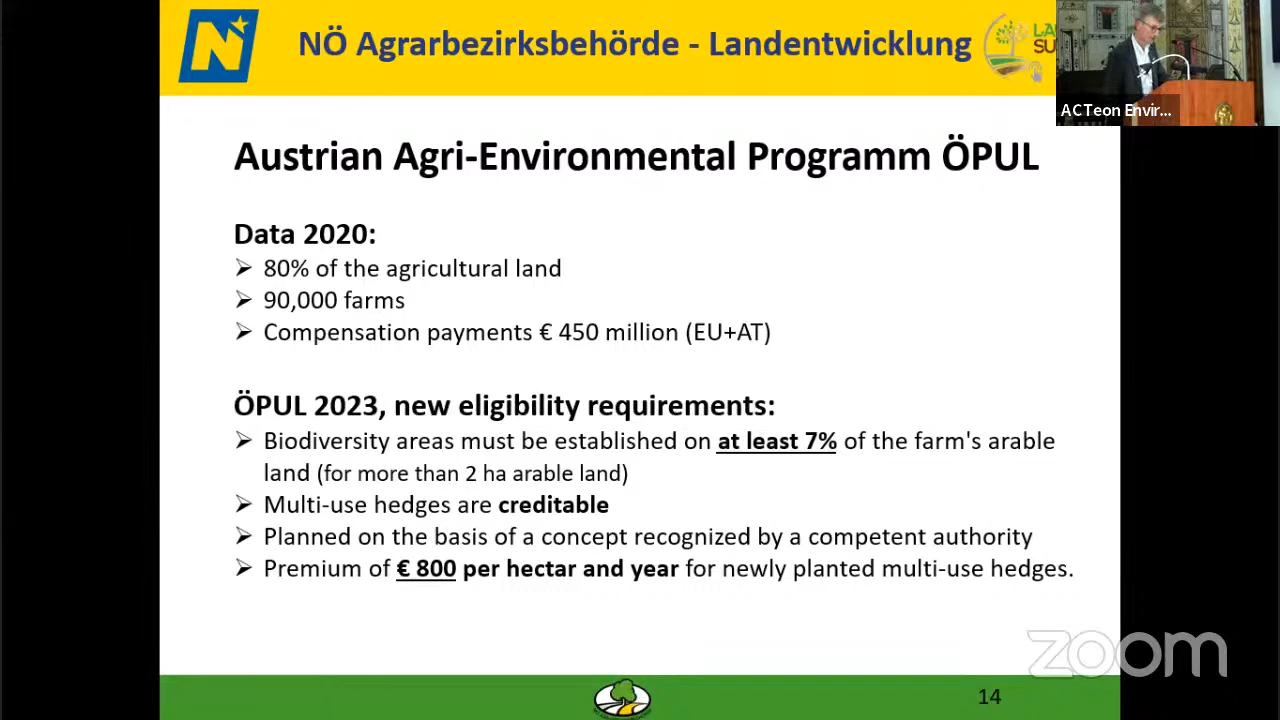 NÖ Agrarbezirksbehörde - Landentwicklung
ACTeon Envir...
Austrian Agri-Environmental Programm ÖPUL
Data 2020:
➢ 80% of the agricultural land
➢ 90,000 farms
➢ Compensation payments € 450 million (EU+AT)
ÖPUL 2023, new eligibility requirements:
➢ Biodiversity areas must be established on at least 7% of the farm's arable
land (for more than 2 ha arable land)
➢ Multi-use hedges are creditable
➢ Planned on the basis of a concept recognized by a competent authority
➢ Premium of € 800 per hectar and year for newly planted multi-use hedges.
zoom
14